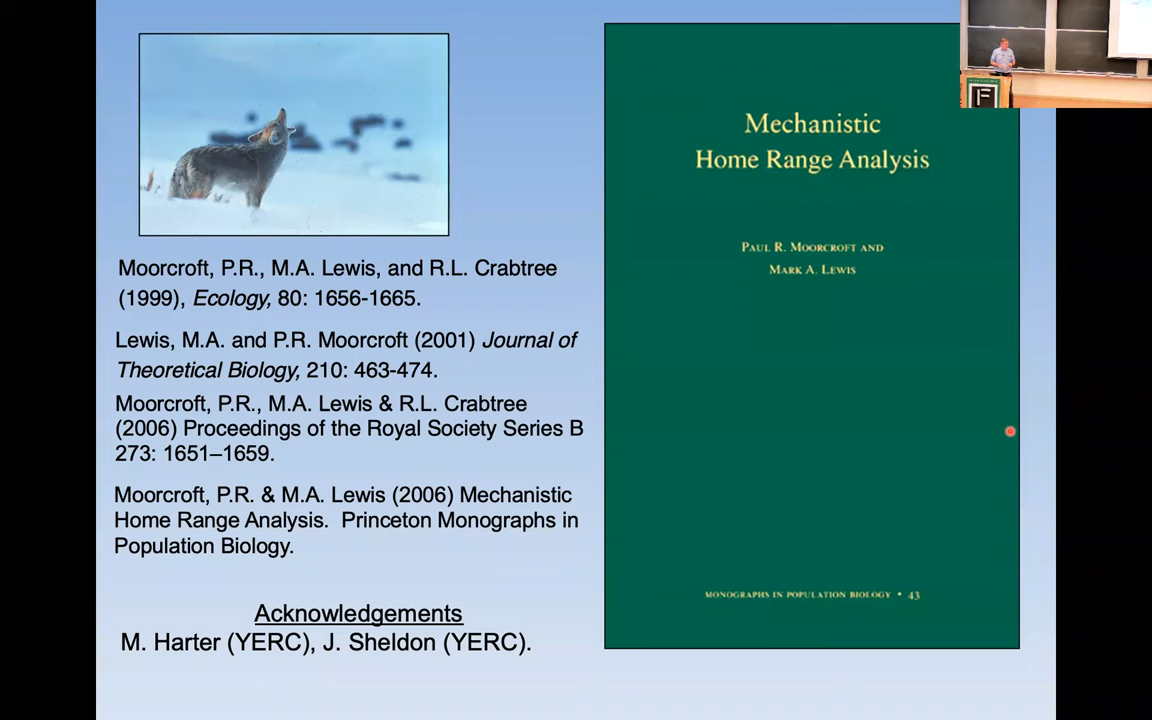 Moorcroft, P.R., M.A. Lewis, and R.L. Crabtree
(1999), Ecology, 80: 1656-1665.
Lewis, M.A. and P.R. Moorcroft (2001) Journal of
Theoretical Biology, 210: 463-474.
Moorcroft, P.R., M.A. Lewis & R.L. Crabtree
(2006) Proceedings of the Royal Society Series B
273: 1651–1659.
Moorcroft, P.R. & M.A. Lewis (2006) Mechanistic
Home Range Analysis. Princeton Monographs in
Population Biology.
Acknowledgements
M. Harter (YERC), J. Sheldon (YERC).
Mechanistic
Home Range Analysis
PAUL R. MOORCROFT AND
MARK A. LEWIS
MONOGRAPHS IN POPULATION BIOLOGY • 43